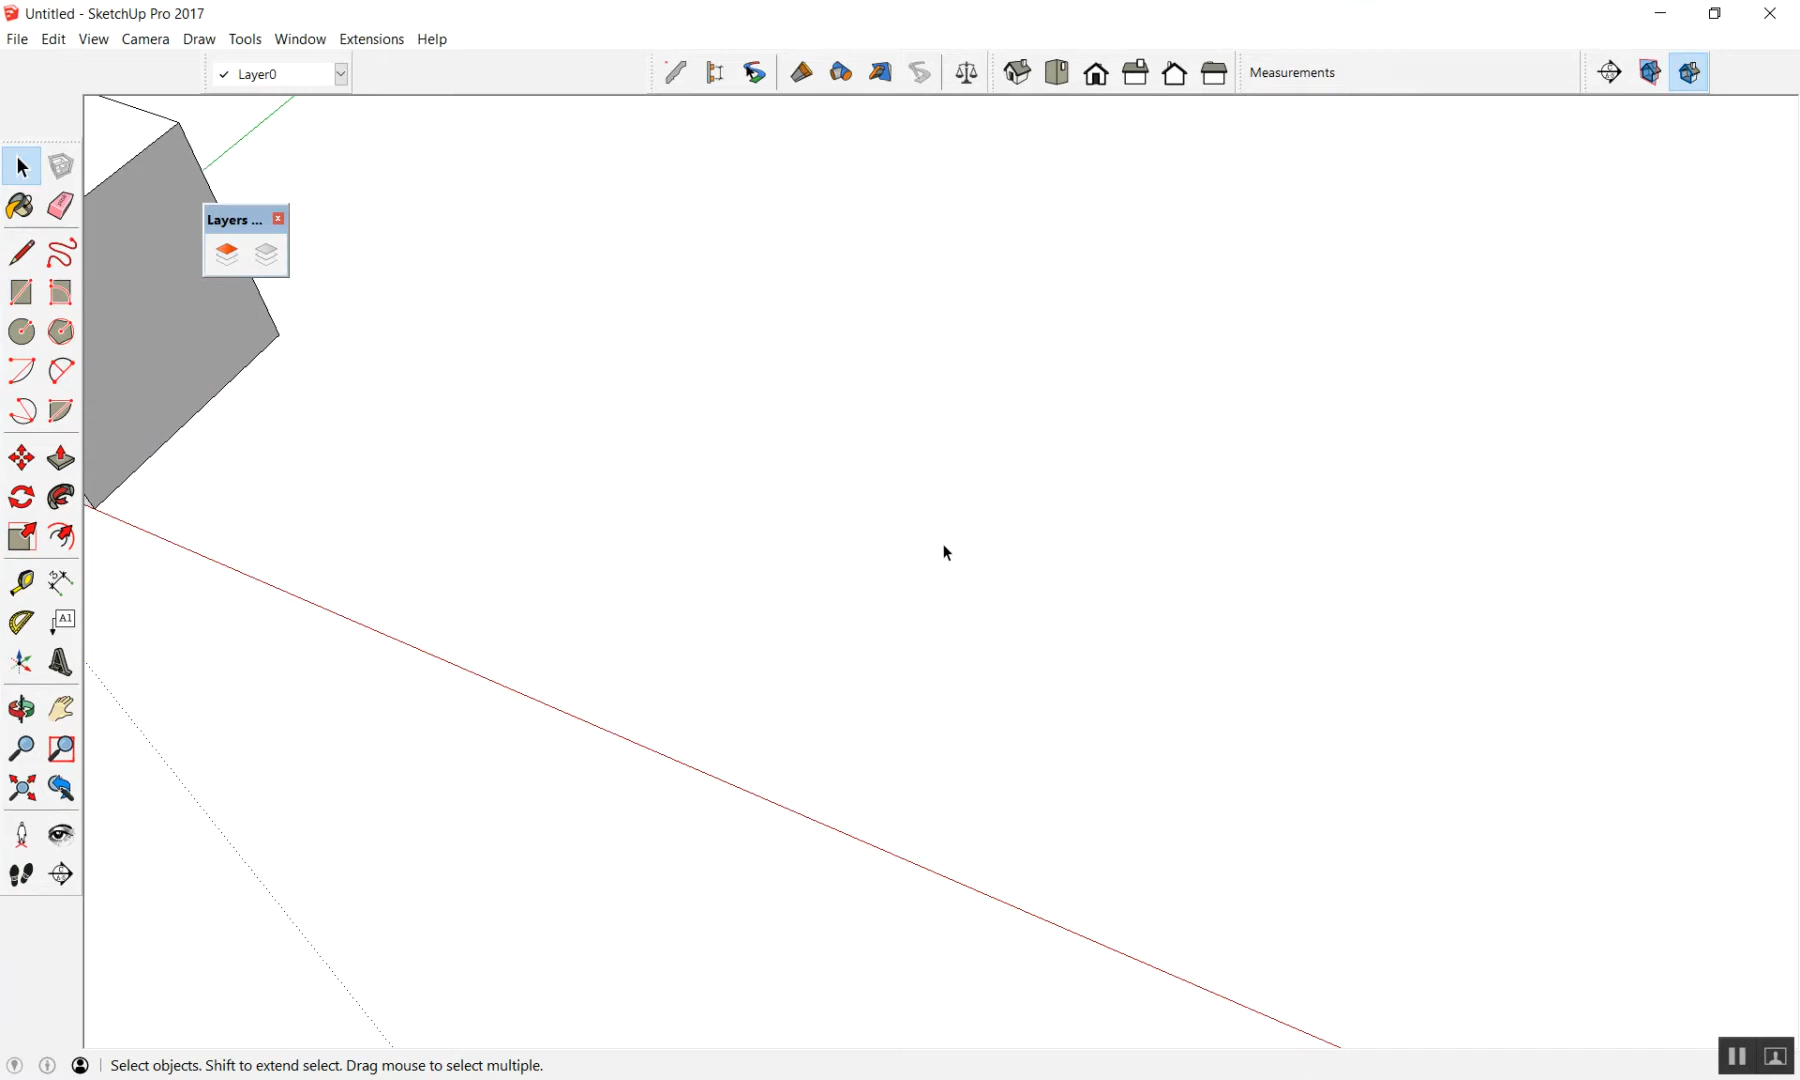 Untitled - SketchUp Pro 2017
File Edit View Camera Draw Tools Window Extensions Help
✓ Layer0
Measurements
Layers ...
A1
Select objects. Shift to extend select. Drag mouse to select multiple.